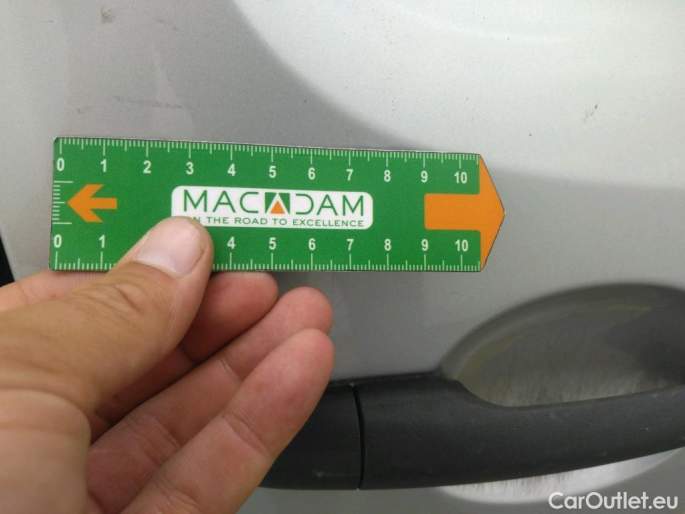 0 1 2 3 4 5 6 7 8 9 10
MACADAM
ON THE ROAD TO EXCELLENCE
0 1 4 5 6 7 8 9 10
CarOutlet.eu